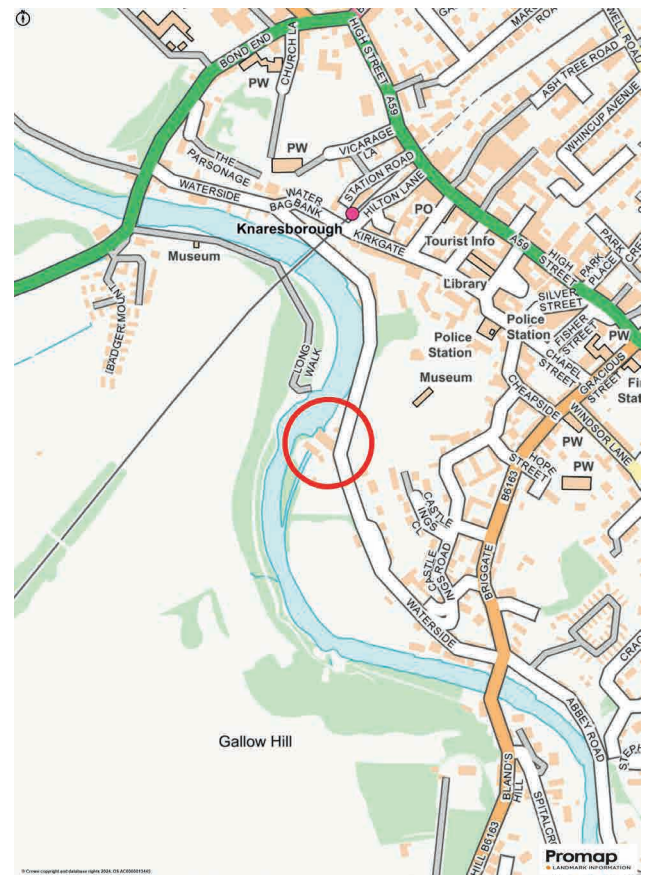 BOND END
CHURCH LA
HIGH STREET
A59
PW
ASH TREE ROAD
WHINCUP AVENUE
WELL ROAD
THE
PARSONAGE
PW
VICARAGE
LA
STATION ROAD
HILTON LANE
WATERSIDE
WATER
BAG
BANK
Knaresborough
KIRKGATE
PO
Tourist Info
A59
HIGH
STREET
PARK
PLACE
PARK
Museum
Library
SILVER
STREET
Police
Station
FISHER
STREET
Police
Station
CHAPEL
STREET
PW
GRACIOUS
STREET
LONG
WALK
Museum
CHEAPSIDE
WINDSOR LANE
PW
HOPE
STREET
PW
B6163
CASTLE
INGS
CL
CASTLE
INGS
ROAD
BRIGGATE
WATERSIDE
ABBEY ROAD
Gallow Hill
BLAND'S
HILL
HILL B6163
Promap
LANDMARK INFORMATION